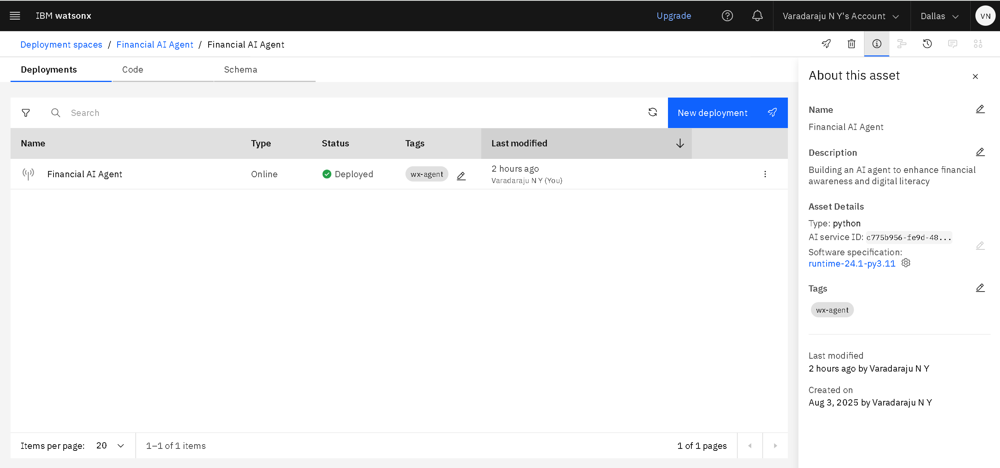 IBM watsonx
Upgrade
Varadaraju N Y's Account
Dallas
VN
Deployment spaces / Financial AI Agent / Financial AI Agent
Deployments
Code
Schema
Search
New deployment
Name
Type
Status
Tags
Last modified
Financial AI Agent
Online
Deployed
wx-agent
2 hours ago
Varadaraju N Y (You)
Items per page: 20
1–1 of 1 items
1 of 1 pages
About this asset
Name
Financial AI Agent
Description
Building an AI agent to enhance financial
awareness and digital literacy
Asset Details
Type: python
AI service ID: c775b956-fe9d-48...
Software specification:
runtime-24.1-py3.11
Tags
wx-agent
Last modified
2 hours ago by Varadaraju N Y
Created on
Aug 3, 2025 by Varadaraju N Y